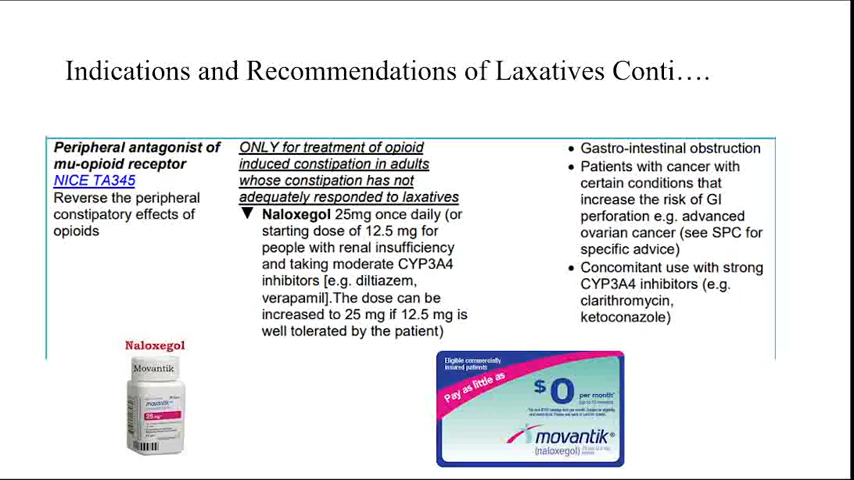 Indications and Recommendations of Laxatives Conti….
Peripheral antagonist of
mu-opioid receptor
NICE TA345
Reverse the peripheral
constipatory effects of
opioids
ONLY for treatment of opioid
induced constipation in adults
whose constipation has not
adequately responded to laxatives
▼ Naloxegol 25mg once daily (or
starting dose of 12.5 mg for
people with renal insufficiency
and taking moderate CYP3A4
inhibitors [e.g. diltiazem,
verapamil].The dose can be
increased to 25 mg if 12.5 mg is
well tolerated by the patient)
• Gastro-intestinal obstruction
• Patients with cancer with
certain conditions that
increase the risk of GI
perforation e.g. advanced
ovarian cancer (see SPC for
specific advice)
• Concomitant use with strong
CYP3A4 inhibitors (e.g.
clarithromycin,
ketoconazole)
Naloxegol
Movantik
movantik
25 mg
Eligible commercially
insured patients
Pay as little as
$0 per month
movantik®
(naloxegol)